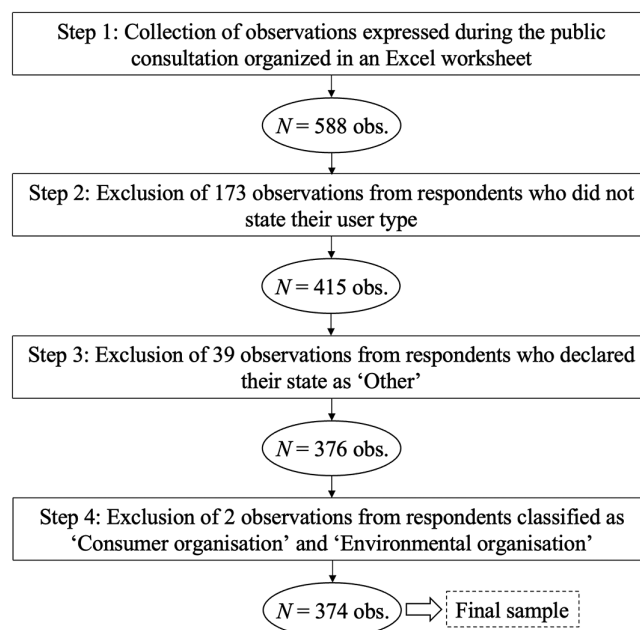 Step 1: Collection of observations expressed during the public
consultation organized in an Excel worksheet
N = 588 obs.
Step 2: Exclusion of 173 observations from respondents who did not
state their user type
N = 415 obs.
Step 3: Exclusion of 39 observations from respondents who declared
their state as ‘Other’
N = 376 obs.
Step 4: Exclusion of 2 observations from respondents classified as
‘Consumer organisation’ and ‘Environmental organisation’
N = 374 obs.
Final sample